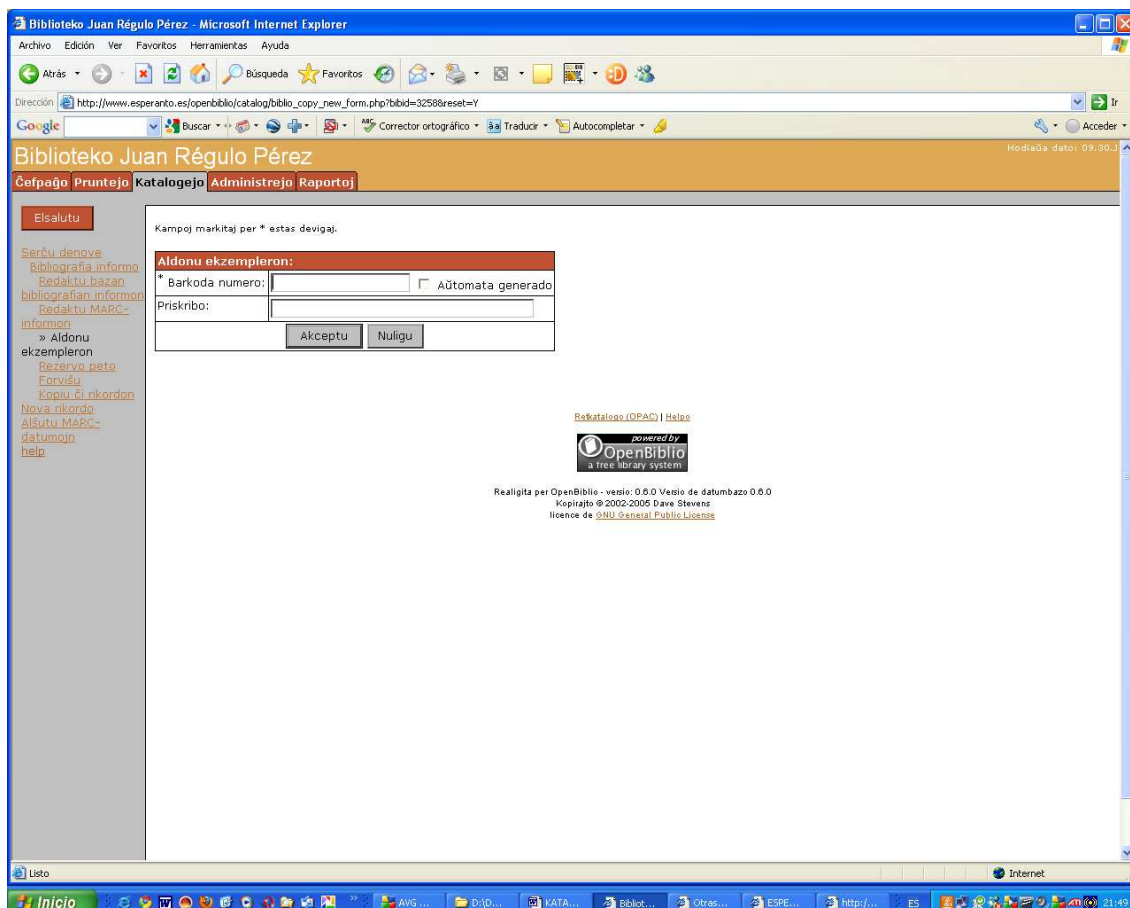 Biblioteko Juan Régulo Pérez - Microsoft Internet Explorer
Archivo Edición Ver Favoritos Herramientas Ayuda
Atrás Búsqueda Favoritos
Dirección http://www.esperanto.es/openbiblio/catalog/biblio_copy_new_form.php?bibid=3258&reset=Y Ir
Google Buscar Corrector ortográfico Traducir Autocompletar Acceder
Biblioteko Juan Régulo Pérez
Hodiaŭa dato: 09.30.
Ĉefpaĝo Pruntejo Katalogejo Administrejo Raportoj
Elsalutu
Serĉu denove
Bibliografia informo
Redaktu bazan
bibliografian informon
Redaktu MARC-
informon
» Aldonu
ekzempleron
Rezervo peto
Forviŝu
Kopiu ĉi rikordon
Nova rikordo
Alŝutu MARC-
datumojn
help
Kampoj markitaj per * estas devigaj.
Aldonu ekzempleron:
* Barkoda numero: Aŭtomata generado
Priskribo:
Akceptu Nuligu
Retkatalogo (OPAC) | Helpo
powered by
OpenBiblio
a free library system
Realigita per OpenBiblio - versio: 0.6.0 Versio de datumbazo 0.6.0
Kopirajto © 2002-2005 Dave Stevens
licence de GNU General Public License
Listo Internet
Inicio AVG ... D:\D... KATA... Bibliot... Otras... ESPE... http:/... ES 21:49